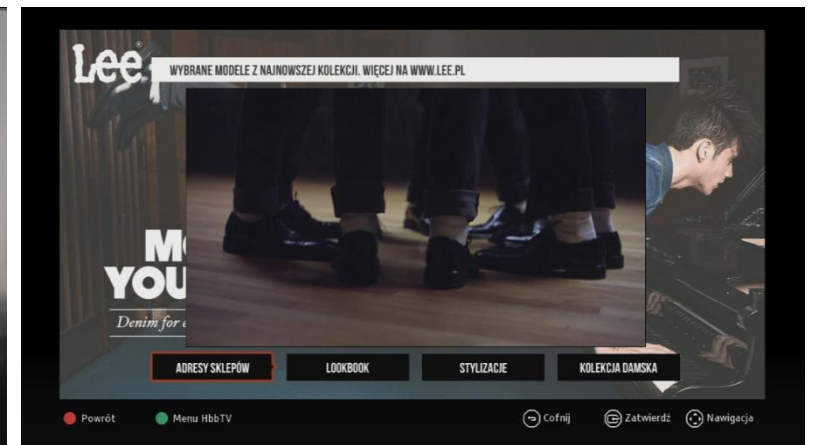 Lee
WYBRANE MODELE Z NAJNOWSZEJ KOLEKCJI. WIĘCEJ NA WWW.LEE.PL
YOU
Denim for
ADRESY SKLEPÓW
LOOKBOOK
STYLIZACJE
KOLEKCJA DAMSKA
Powrót
Menu HbbTV
Cofnij
Zatwierdź
Nawigacja